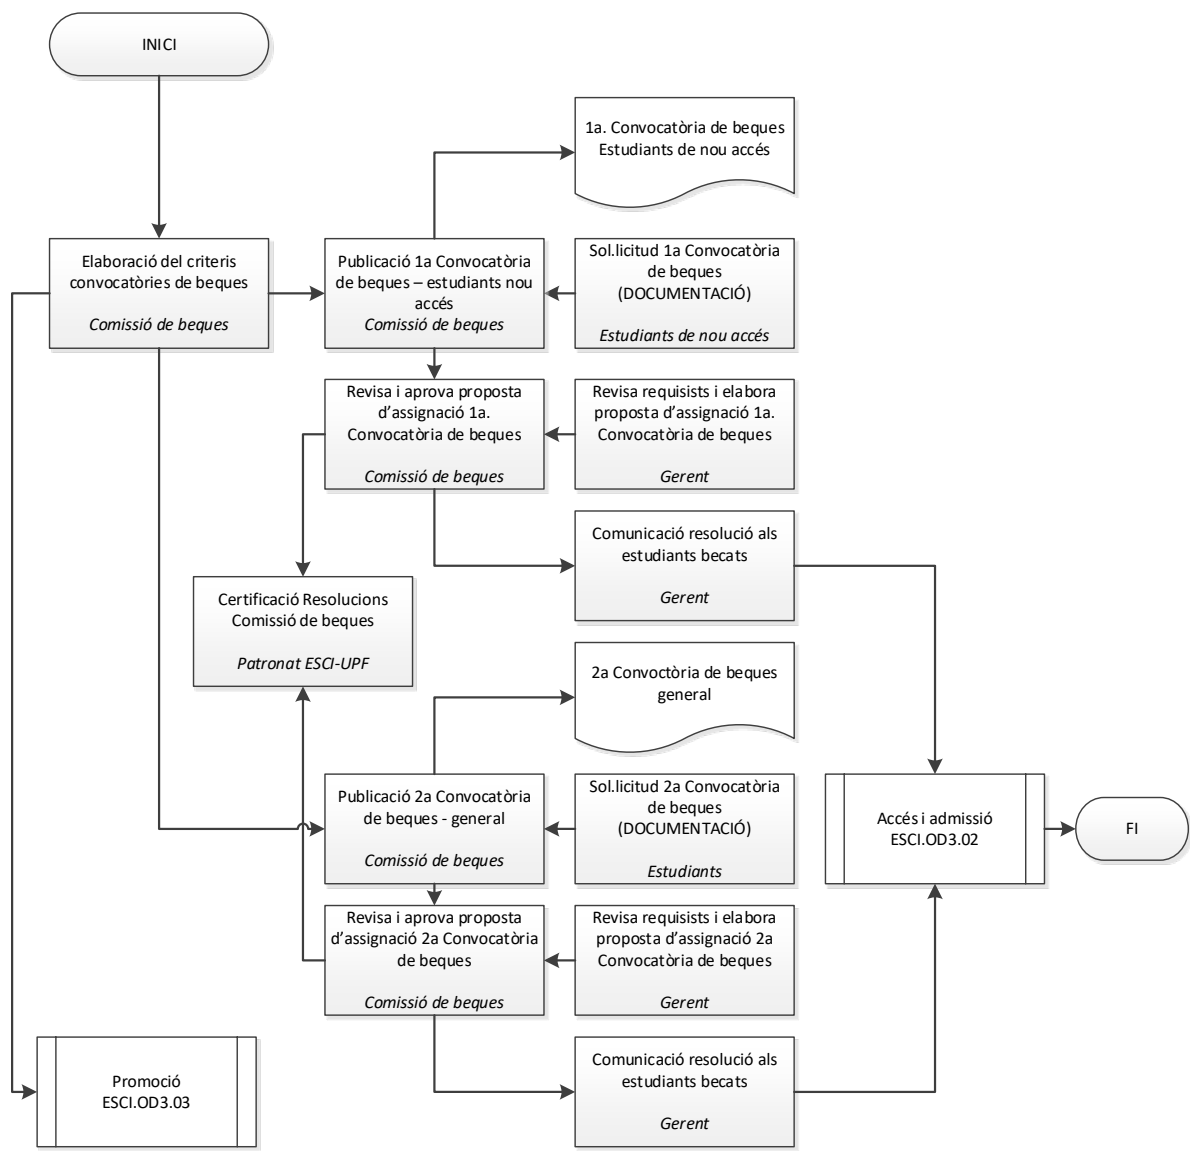 INICI
1a. Convocatòria de beques
Estudiants de nou accés
Elaboració del criteris
convocatòries de beques
Comissió de beques
Publicació 1a Convocatòria
de beques – estudiants nou
accés
Comissió de beques
Sol.licitud 1a Convocatòria
de beques
(DOCUMENTACIÓ)
Estudiants de nou accés
Revisa i aprova proposta
d’assignació 1a.
Convocatòria de beques
Comissió de beques
Revisa requisists i elabora
proposta d’assignació 1a.
Convocatòria de beques
Gerent
Comunicació resolució als
estudiants becats
Gerent
Certificació Resolucions
Comissió de beques
Patronat ESCI-UPF
2a Convoctòria de beques
general
Publicació 2a Convocatòria
de beques - general
Comissió de beques
Sol.licitud 2a Convocatòria
de beques
(DOCUMENTACIÓ)
Estudiants
Accés i admissió
ESCI.OD3.02
FI
Revisa i aprova proposta
d’assignació 2a Convocatòria
de beques
Comissió de beques
Revisa requisists i elabora
proposta d’assignació 2a
Convocatòria de beques
Gerent
Promoció
ESCI.OD3.03
Comunicació resolució als
estudiants becats
Gerent